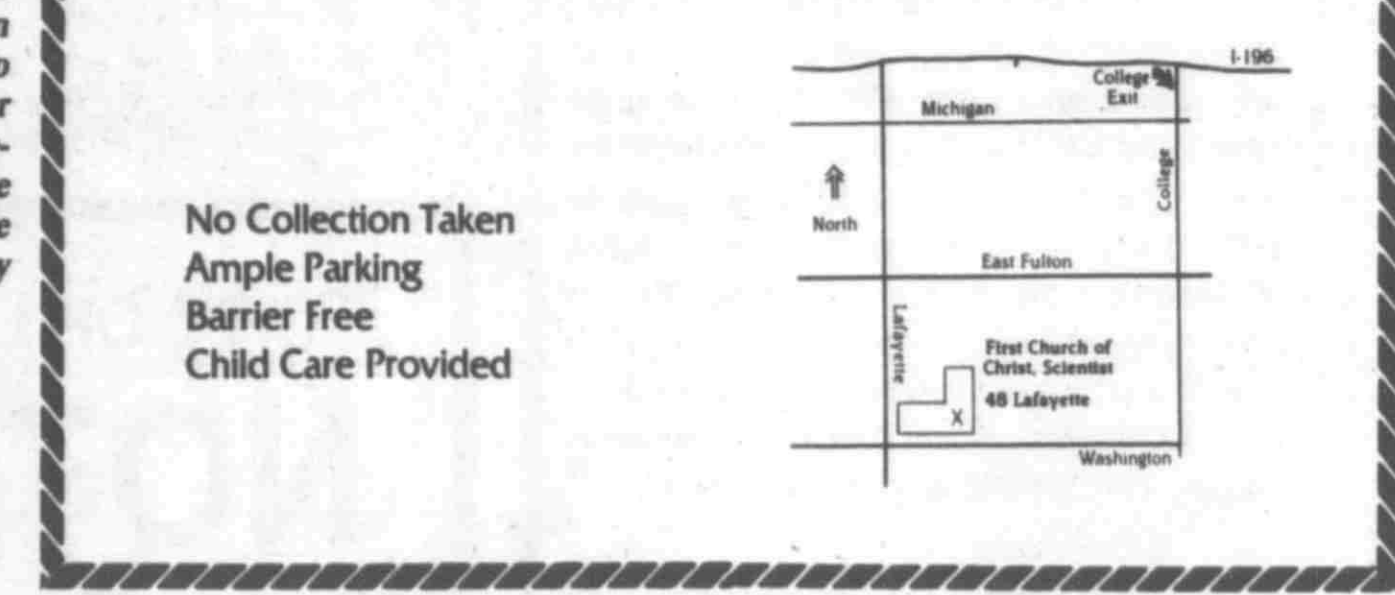 n
o
r
-
e
e
y
No Collection Taken
Ample Parking
Barrier Free
Child Care Provided
I-196
College
Exit
Michigan
College
North
East Fulton
Lafayette
First Church of
Christ, Scientist
48 Lafayette
X
Washington